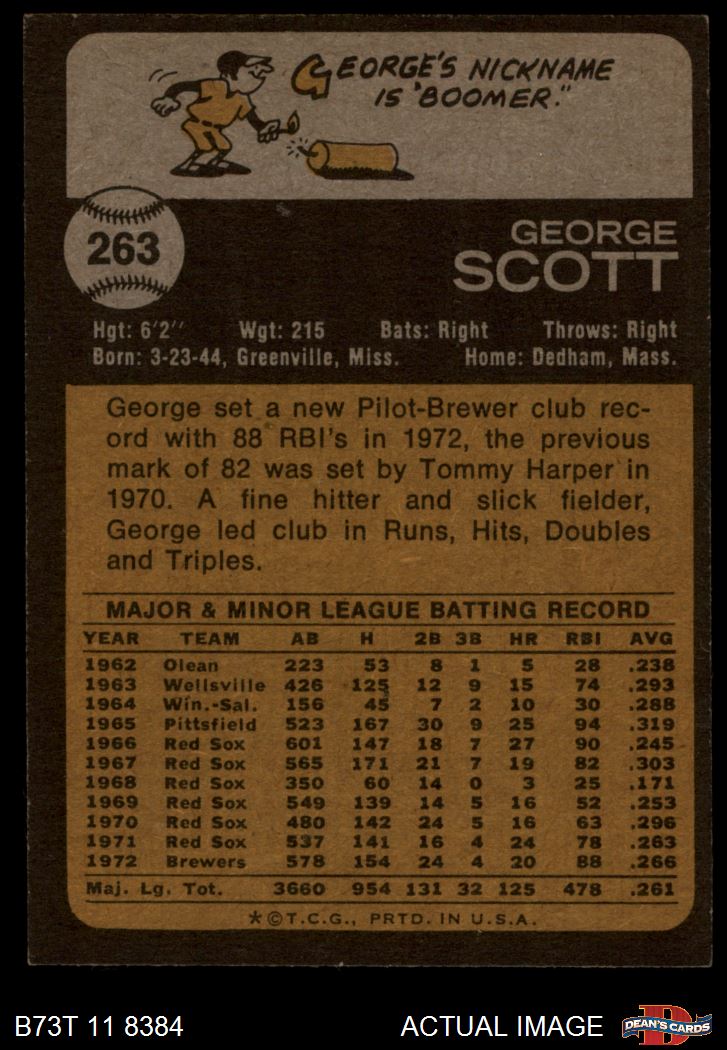 GEORGE'S NICKNAME
IS "BOOMER."
263
GEORGE
SCOTT
Hgt: 6'2" Wgt: 215 Bats: Right Throws: Right
Born: 3-23-44, Greenville, Miss. Home: Dedham, Mass.
George set a new Pilot-Brewer club rec-
ord with 88 RBI's in 1972, the previous
mark of 82 was set by Tommy Harper in
1970. A fine hitter and slick fielder,
George led club in Runs, Hits, Doubles
and Triples.
MAJOR & MINOR LEAGUE BATTING RECORD
YEAR TEAM AB H 2B 3B HR RBI AVG
1962 Olean 223 53 8 1 5 28 .238
1963 Wellsville 426 125 12 9 15 74 .293
1964 Win.-Sal. 156 45 7 2 10 30 .288
1965 Pittsfield 523 167 30 9 25 94 .319
1966 Red Sox 601 147 18 7 27 90 .245
1967 Red Sox 565 171 21 7 19 82 .303
1968 Red Sox 350 60 14 0 3 25 .171
1969 Red Sox 549 139 14 5 16 52 .253
1970 Red Sox 480 142 24 5 16 63 .296
1971 Red Sox 537 141 16 4 24 78 .263
1972 Brewers 578 154 24 4 20 88 .266
Maj. Lg. Tot. 3660 954 131 32 125 478 .261
*©T.C.G., PRTD. IN U.S.A.
B73T 11 8384 ACTUAL IMAGE
D
DEAN'S CARDS